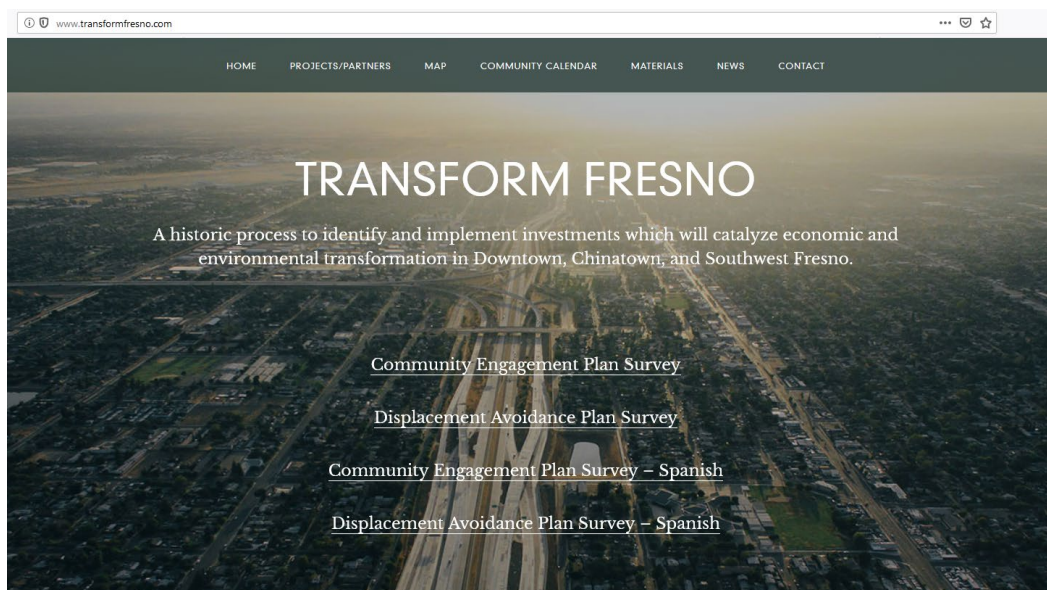 www.transformfresno.com
HOME PROJECTS/PARTNERS MAP COMMUNITY CALENDAR MATERIALS NEWS CONTACT
TRANSFORM FRESNO
A historic process to identify and implement investments which will catalyze economic and
environmental transformation in Downtown, Chinatown, and Southwest Fresno.
Community Engagement Plan Survey
Displacement Avoidance Plan Survey
Community Engagement Plan Survey – Spanish
Displacement Avoidance Plan Survey – Spanish